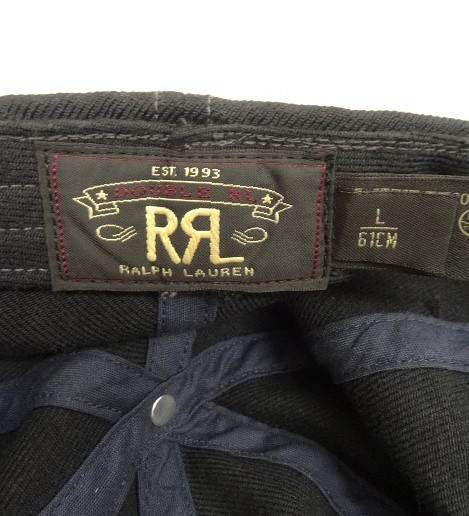 EST. 1993
DOUBLE RL
RRL
RALPH LAUREN
L
61CM